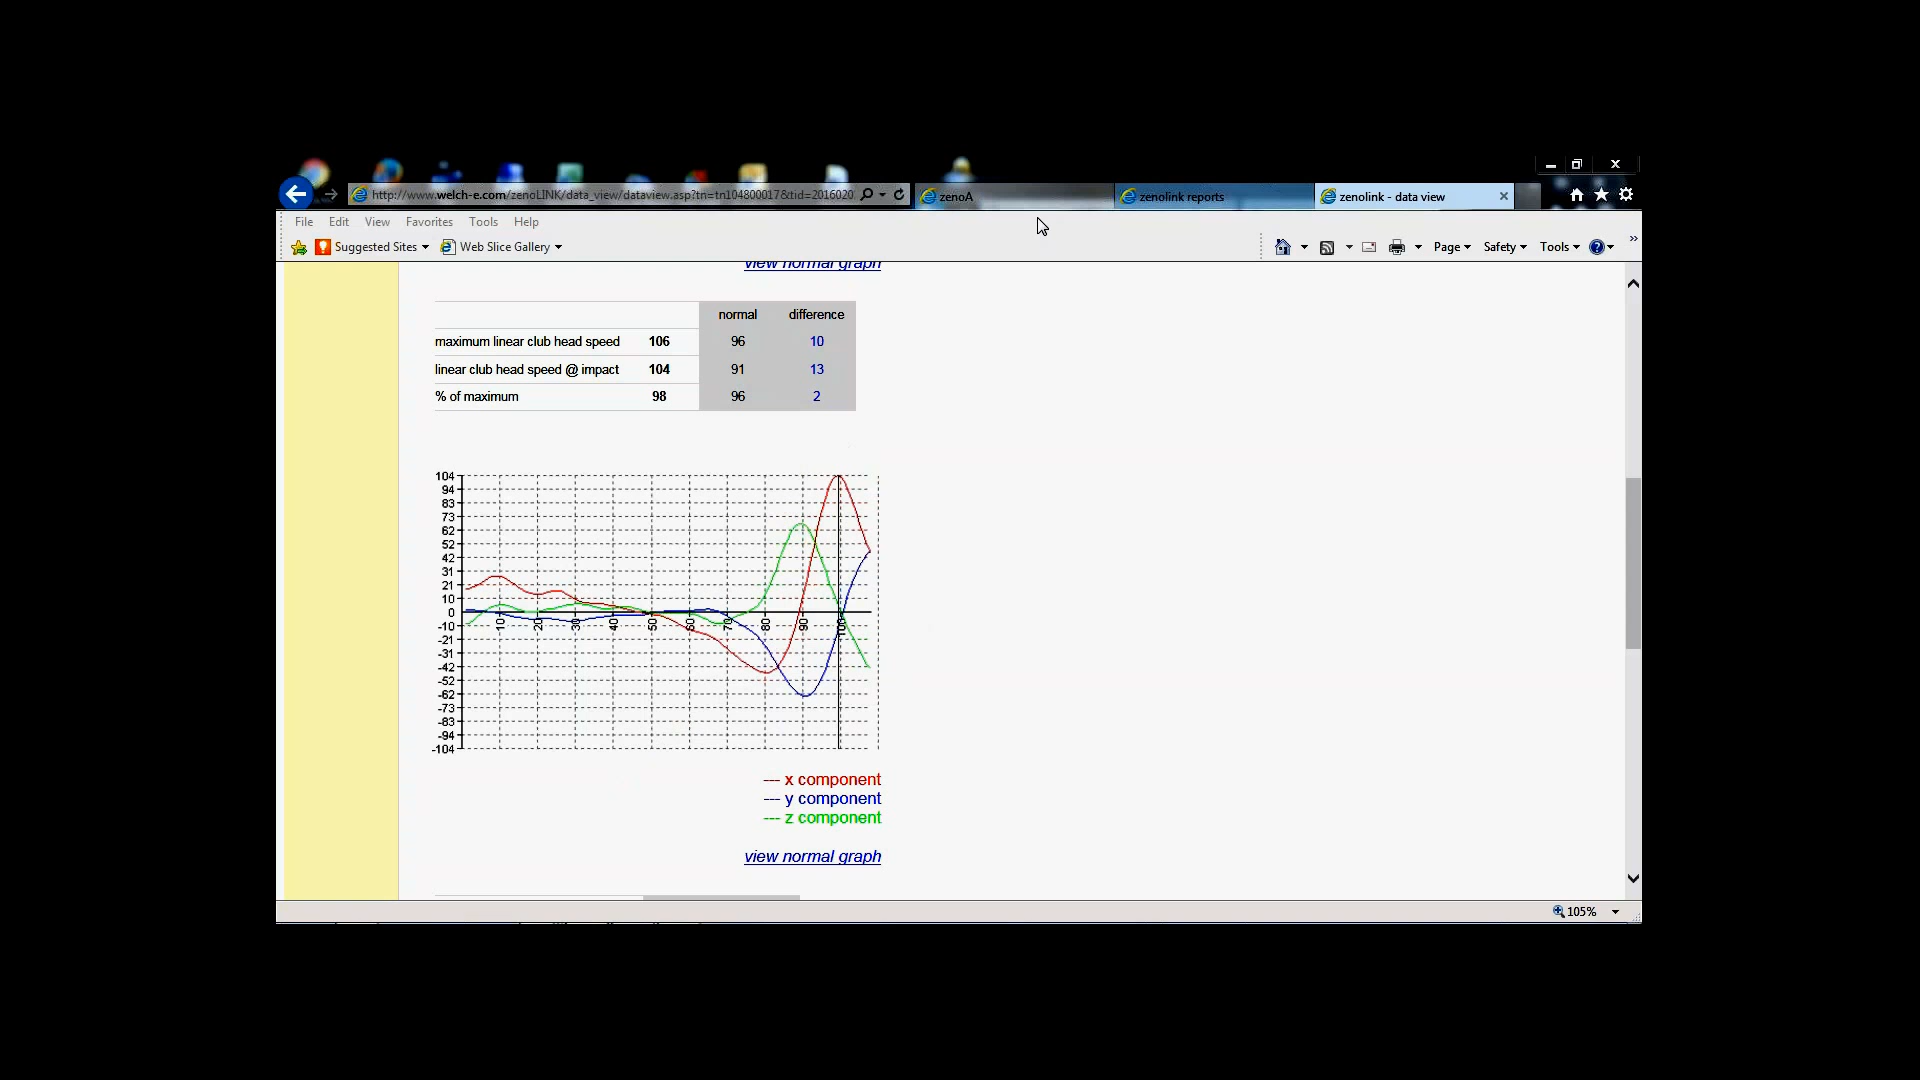 http://www.welch-e.com/zenoLINK/data_view/dataview.asp?tn=tn104800017&tid=2016020
zenoA
zenolink reports
zenolink - data view
File Edit View Favorites Tools Help
Suggested Sites Web Slice Gallery
Page Safety Tools
view normal graph
normal difference
maximum linear club head speed 106 96 10
linear club head speed @ impact 104 91 13
% of maximum 98 96 2
104
94
83
73
62
52
42
31
21
10
0
-10
-21
-31
-42
-52
-62
-73
-83
-94
-104
10 20 30 40 50 60 70 80 90 100
--- x component
--- y component
--- z component
view normal graph
105%